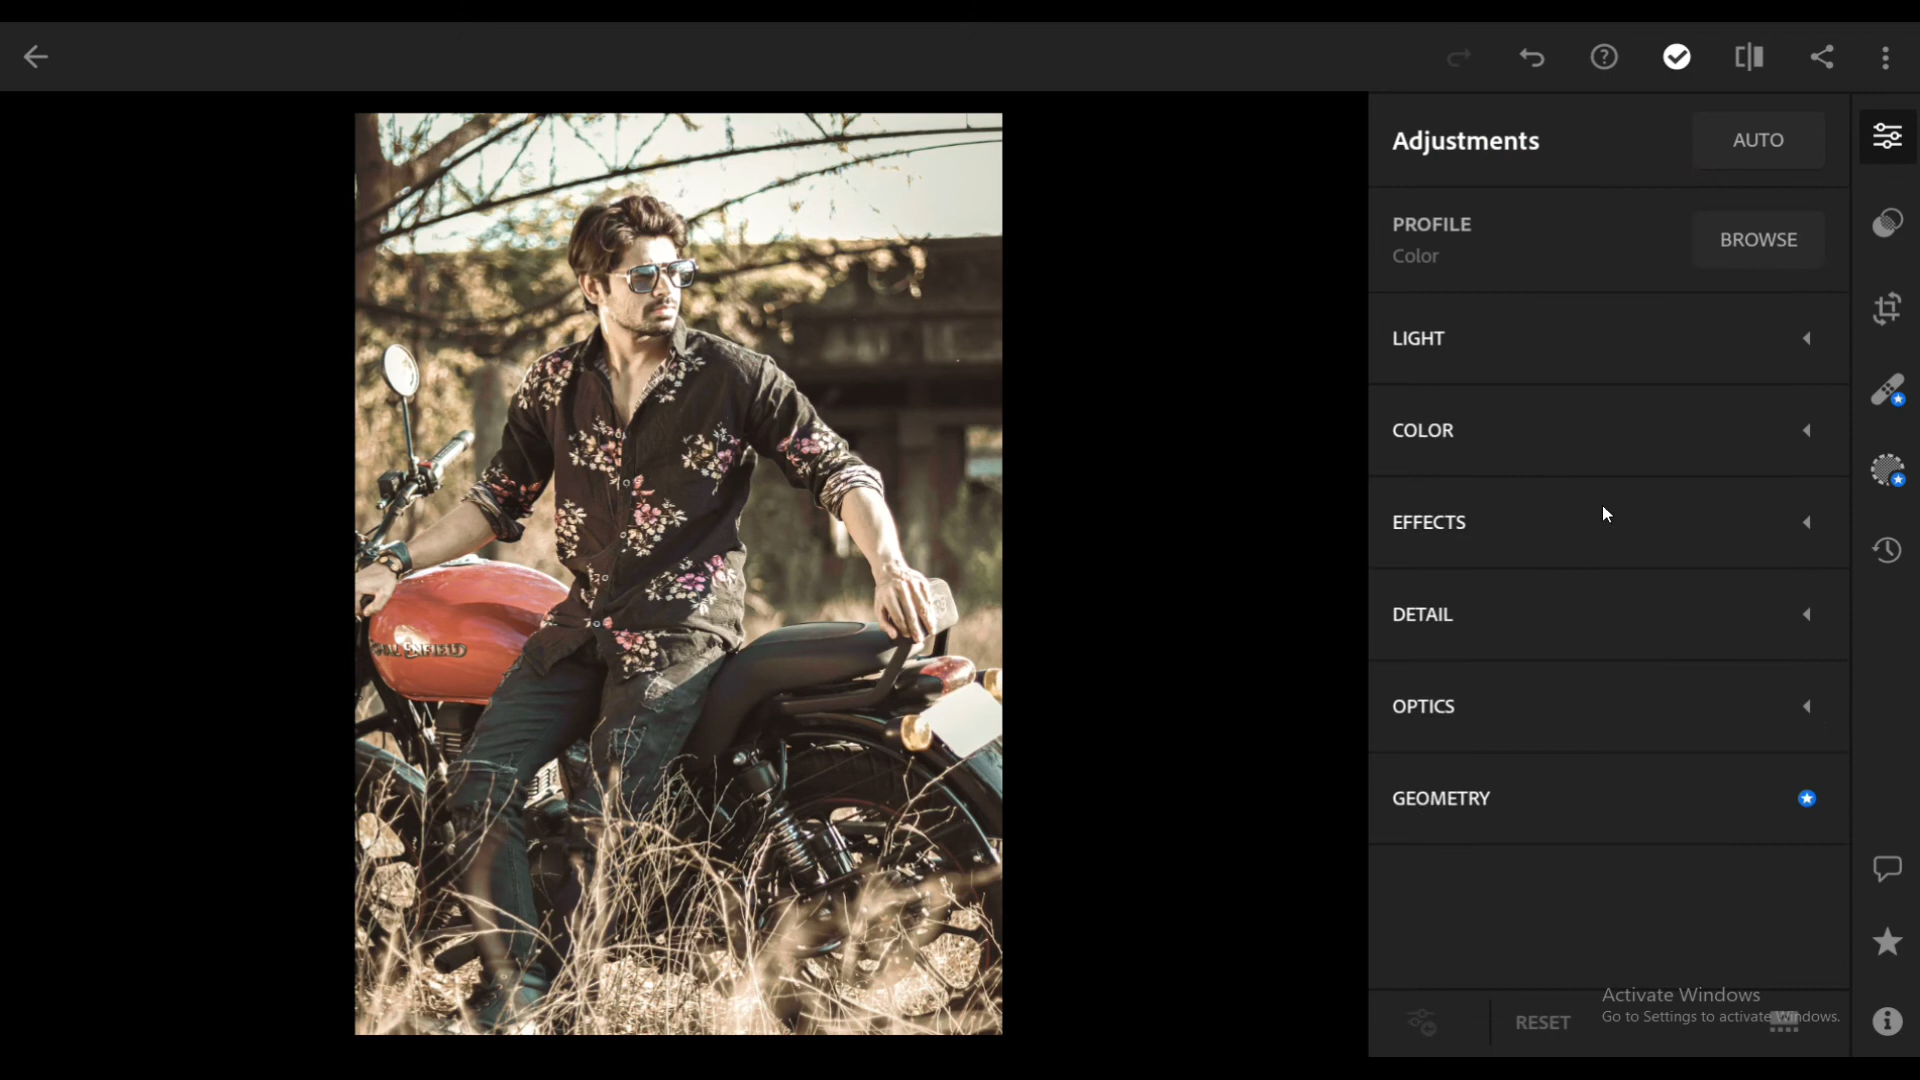 Adjustments
AUTO
PROFILE
Color
BROWSE
LIGHT
COLOR
EFFECTS
DETAIL
OPTICS
GEOMETRY
RESET
Activate Windows
Go to Settings to activate Windows.
ENFIELD